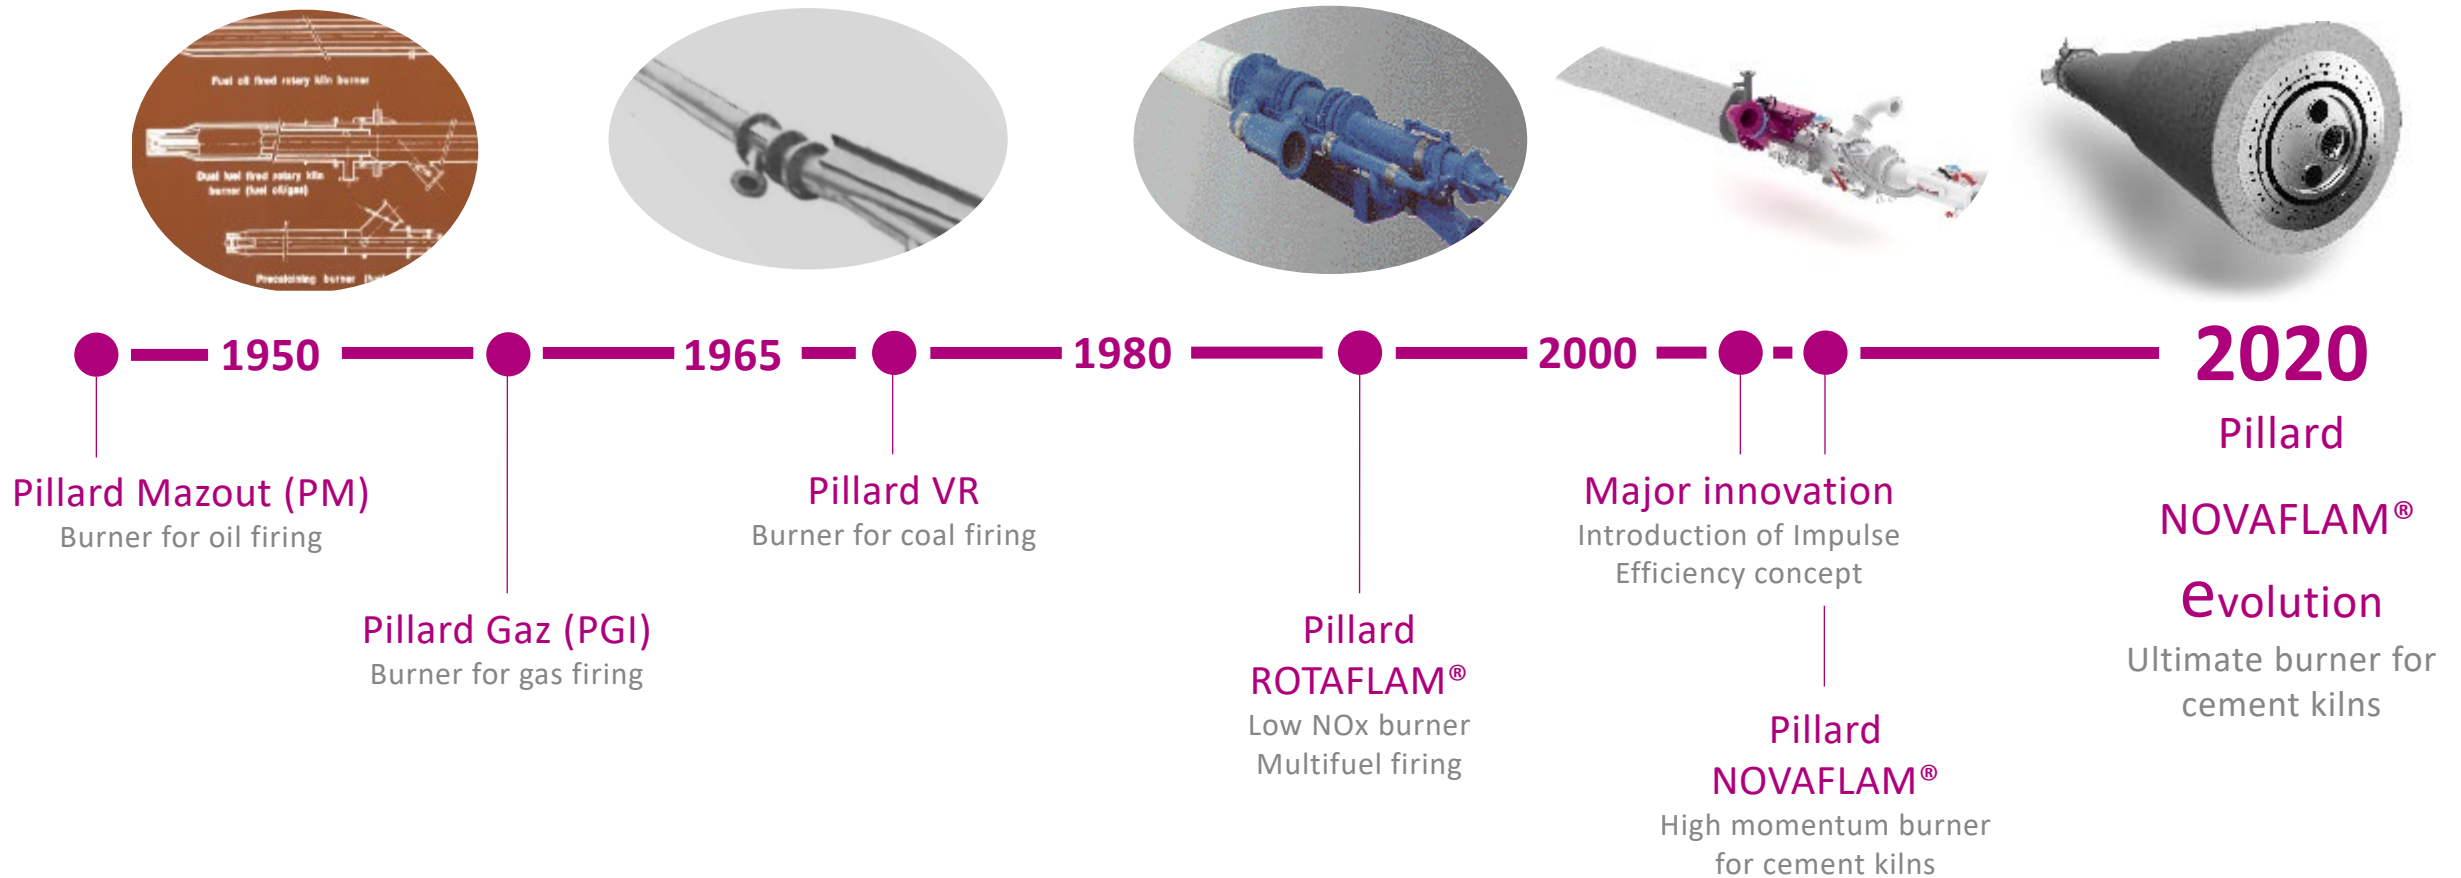 Fuel oil fired rotary kiln burner
Dual fuel fired rotary kiln
burner (fuel oil/gas)
Precalcining burner
1950
1965
1980
2000
2020
Pillard Mazout (PM)
Burner for oil firing
Pillard Gaz (PGI)
Burner for gas firing
Pillard VR
Burner for coal firing
Pillard
ROTAFLAM®
Low NOx burner
Multifuel firing
Major innovation
Introduction of Impulse
Efficiency concept
Pillard
NOVAFLAM®
High momentum burner
for cement kilns
Pillard
NOVAFLAM®
evolution
Ultimate burner for
cement kilns